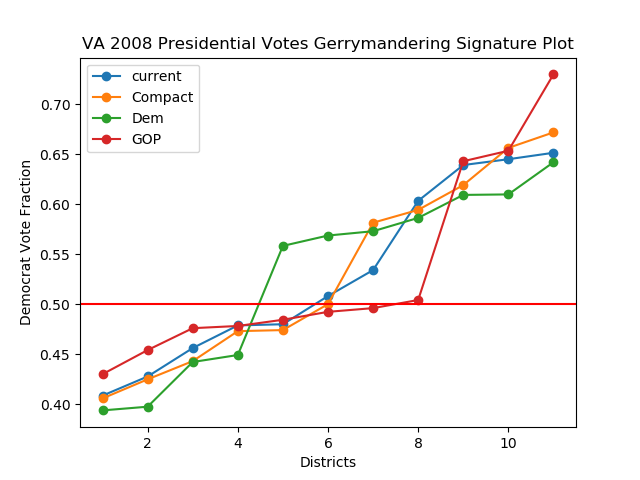 VA 2008 Presidential Votes Gerrymandering Signature Plot
current
Compact
Dem
GOP
Democrat Vote Fraction
0.70
0.65
0.60
0.55
0.50
0.45
0.40
2 4 6 8 10
Districts